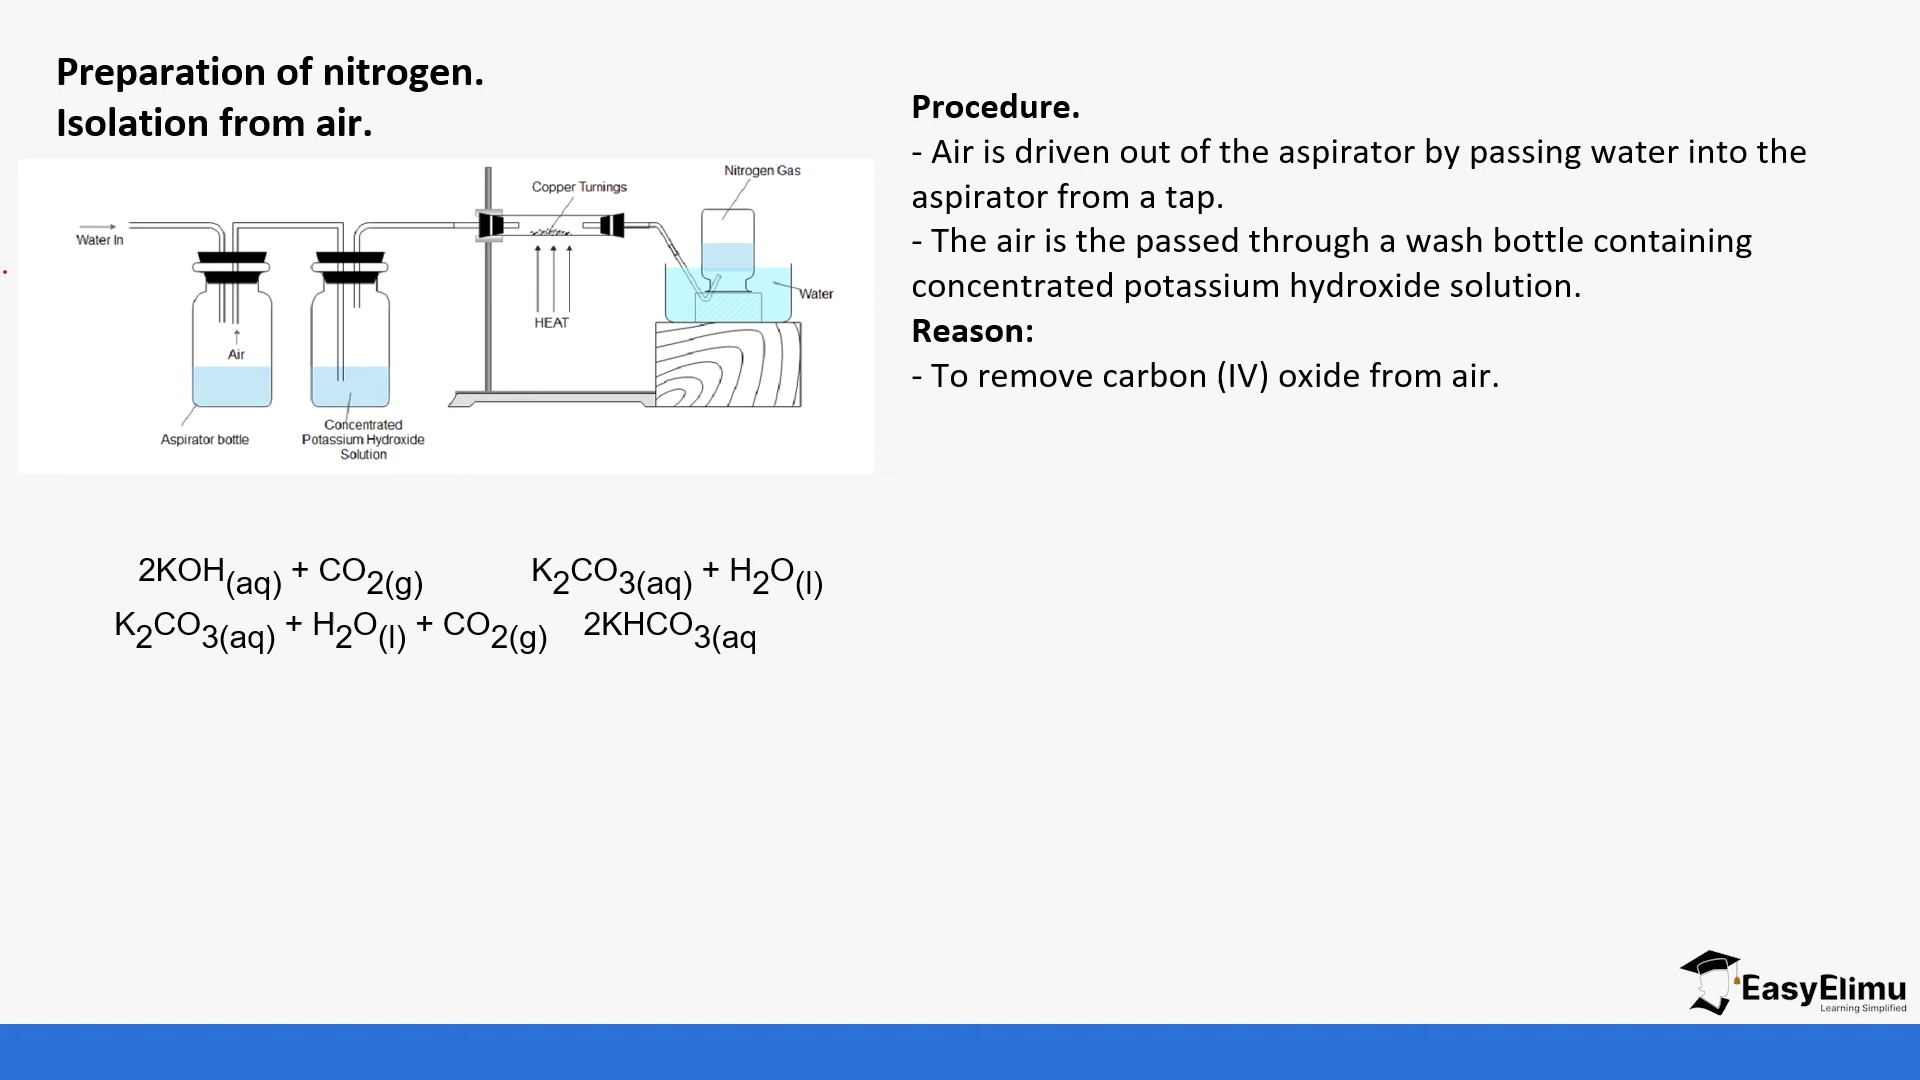 Preparation of nitrogen.
Isolation from air.
Nitrogen Gas
Copper Turnings
Water In
Water
HEAT
Air
Aspirator bottle
Concentrated
Potassium Hydroxide
Solution
2KOH(aq) + CO2(g) K2CO3(aq) + H2O(l)
K2CO3(aq) + H2O(l) + CO2(g) 2KHCO3(aq
Procedure.
- Air is driven out of the aspirator by passing water into the
aspirator from a tap.
- The air is the passed through a wash bottle containing
concentrated potassium hydroxide solution.
Reason:
- To remove carbon (IV) oxide from air.
EasyElimu
Learning Simplified